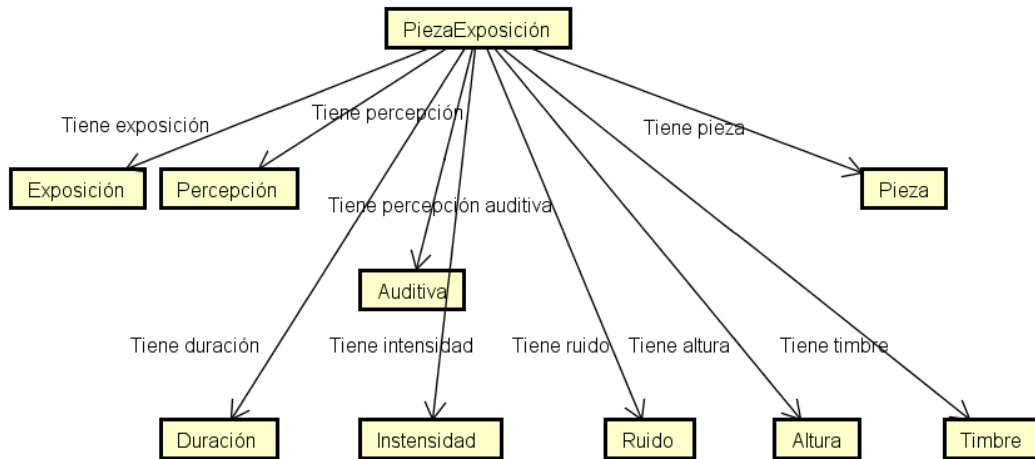 PiezaExposición
Tiene percepción
Tiene exposición
Tiene pieza
Exposición
Percepción
Pieza
Tiene percepción auditiva
Auditiva
Tiene duración
Tiene intensidad
Tiene ruido
Tiene altura
Tiene timbre
Duración
Instensidad
Ruido
Altura
Timbre